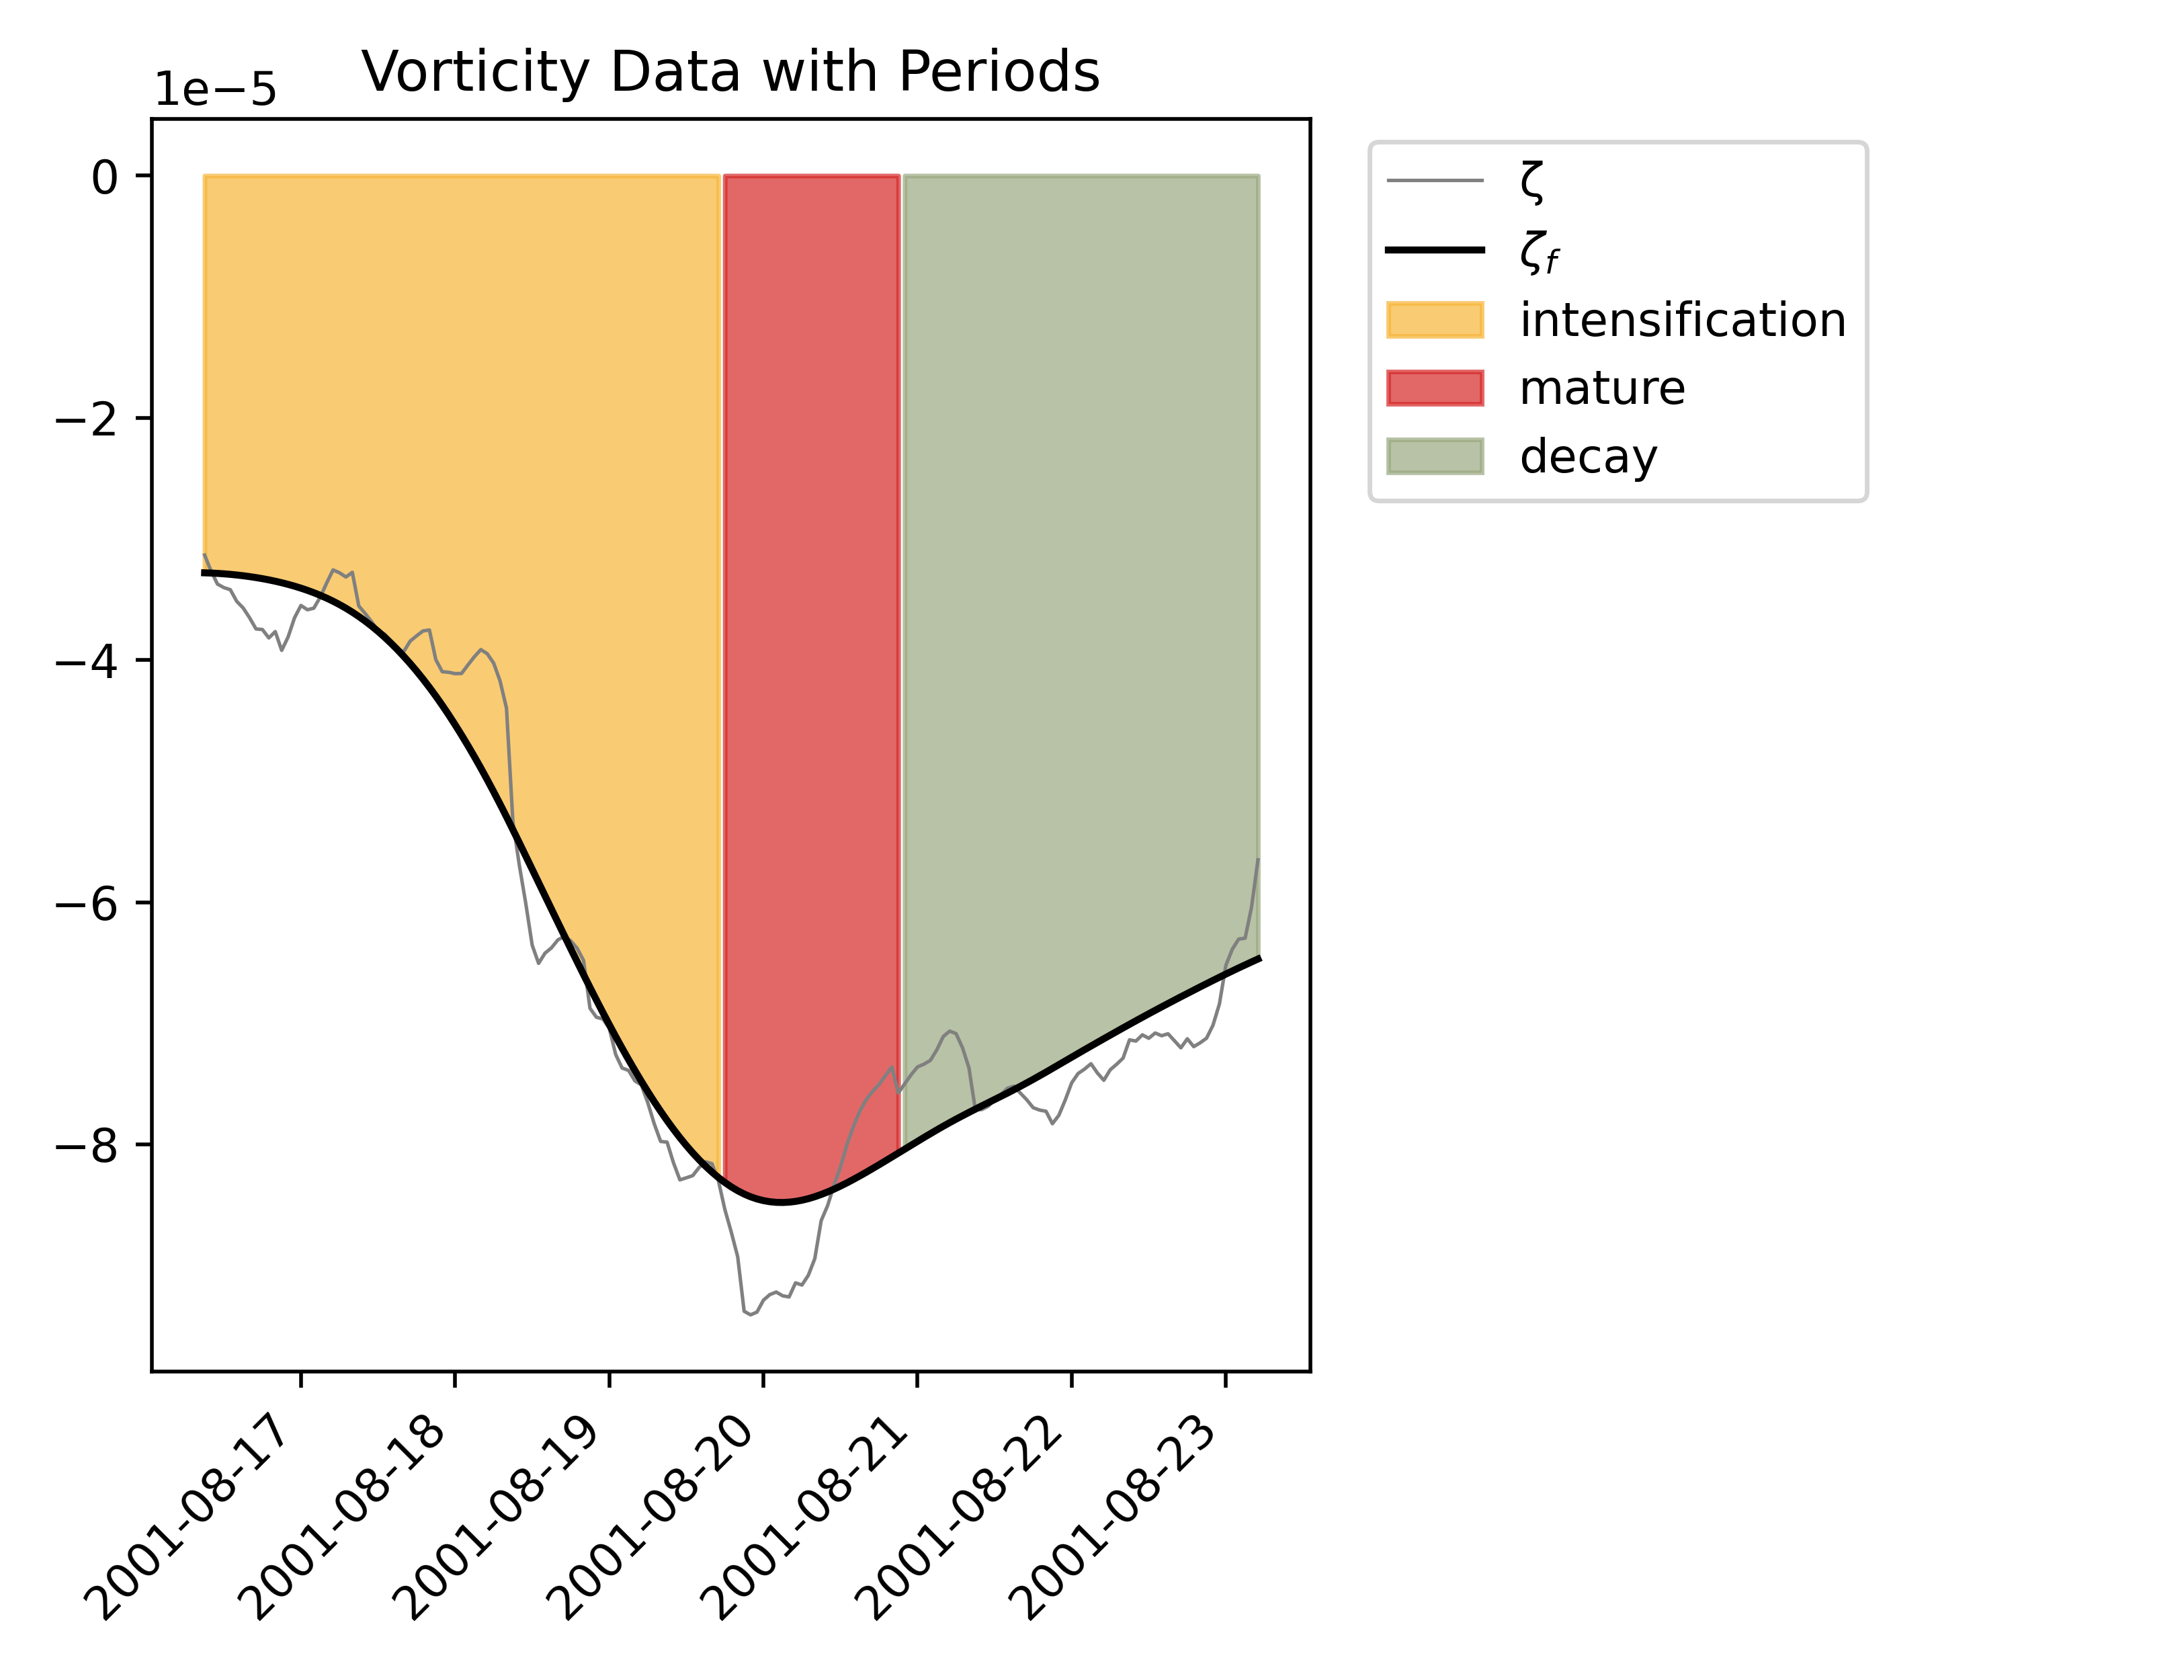 Vorticity Data with Periods
1e−5
0
−2
−4
−6
−8
2001-08-17
2001-08-18
2001-08-19
2001-08-20
2001-08-21
2001-08-22
2001-08-23
ζ
ζf
intensification
mature
decay